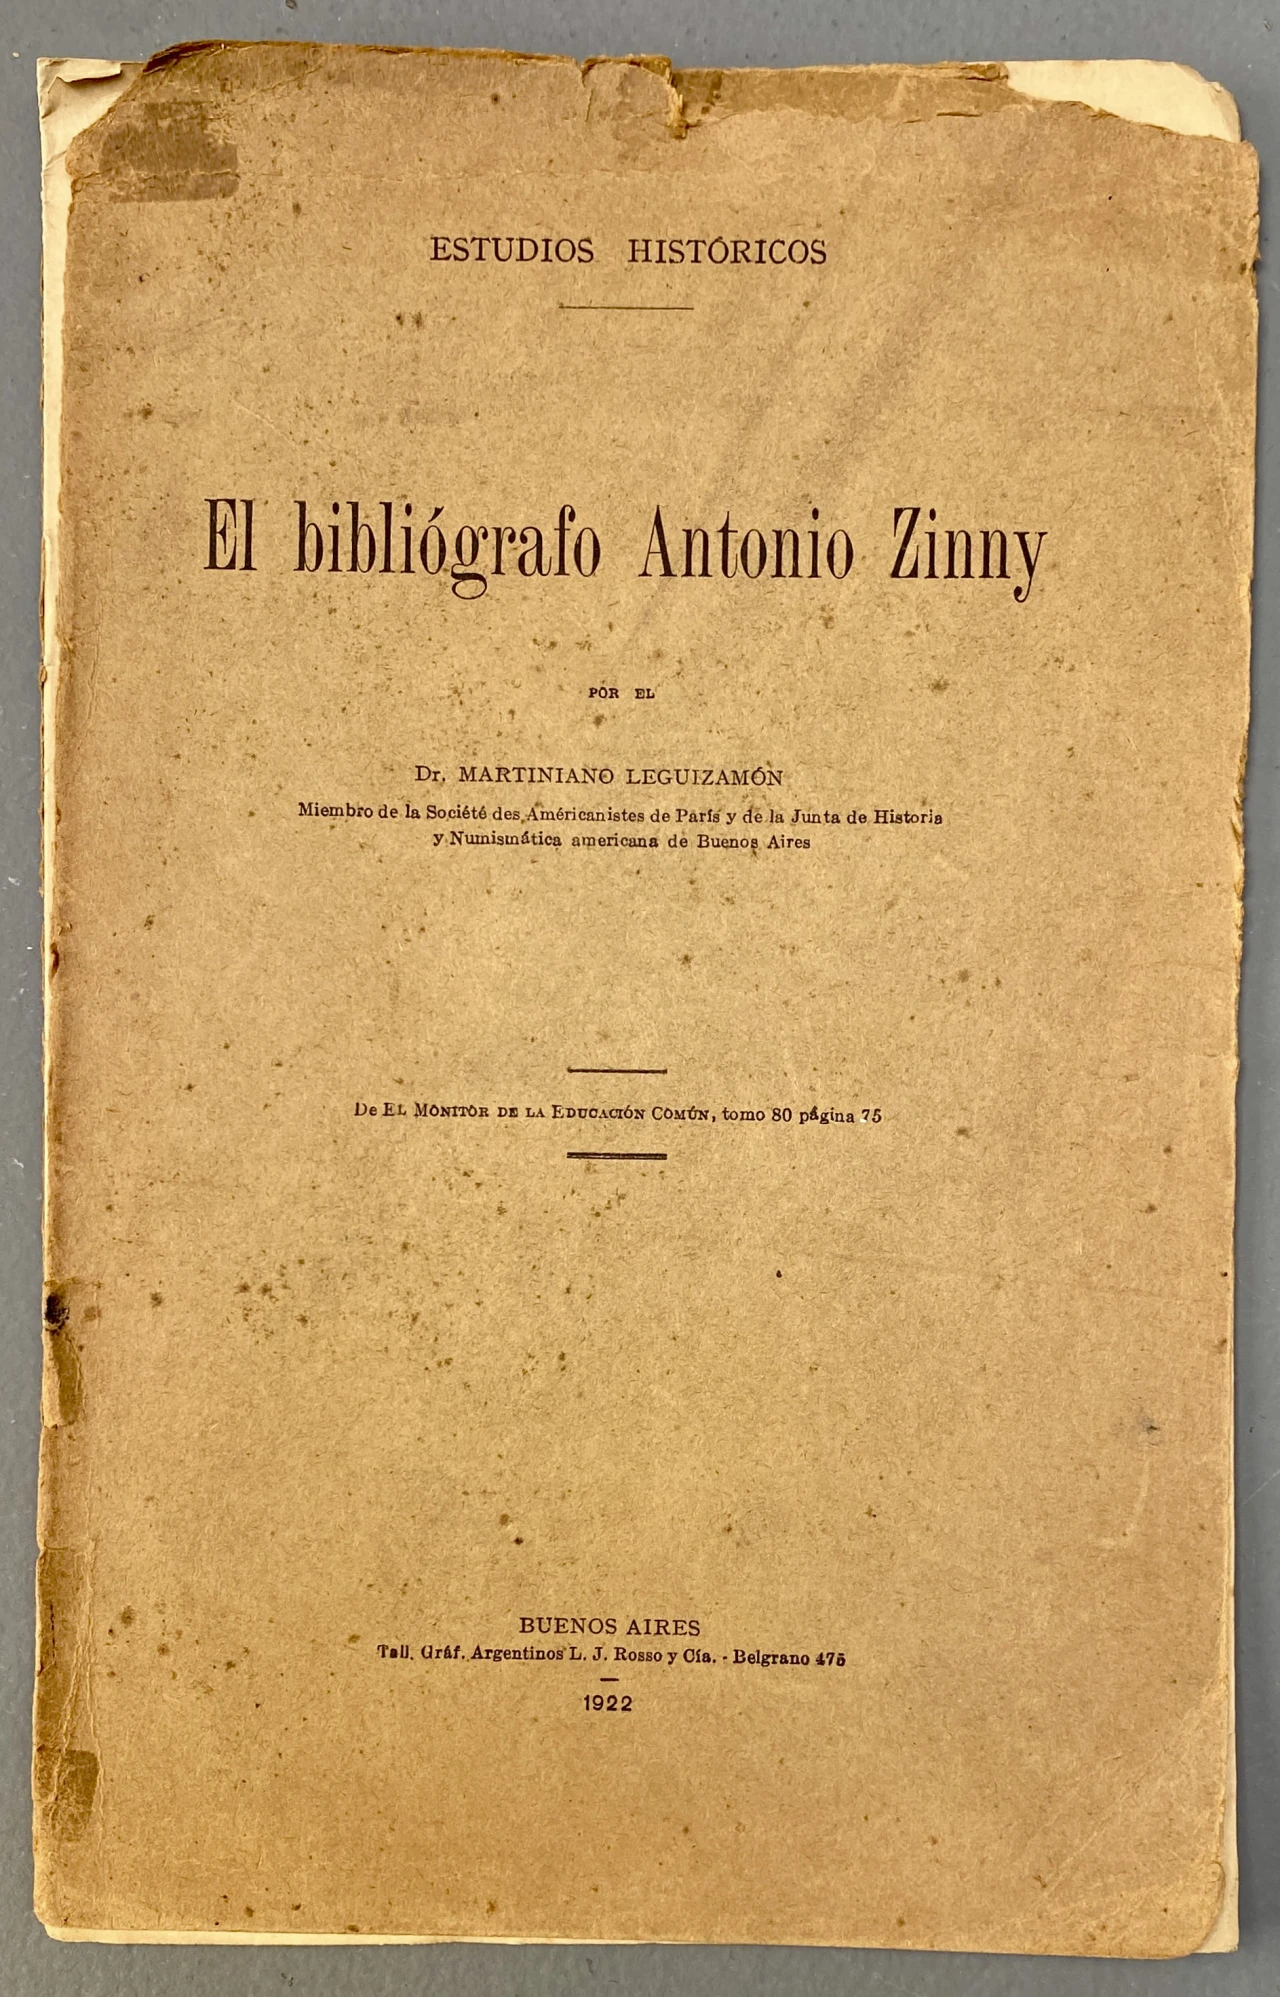 ESTUDIOS HISTÓRICOS
El bibliógrafo Antonio Zinny
POR EL
Dr. MARTINIANO LEGUIZAMÓN
Miembro de la Société des Américanistes de París y de la Junta de Historia
y Numismática americana de Buenos Aires
De EL MONITOR DE LA EDUCACIÓN COMÚN, tomo 80 página 75
BUENOS AIRES
Tall. Gráf. Argentinos L. J. Rosso y Cía. - Belgrano 475
1922